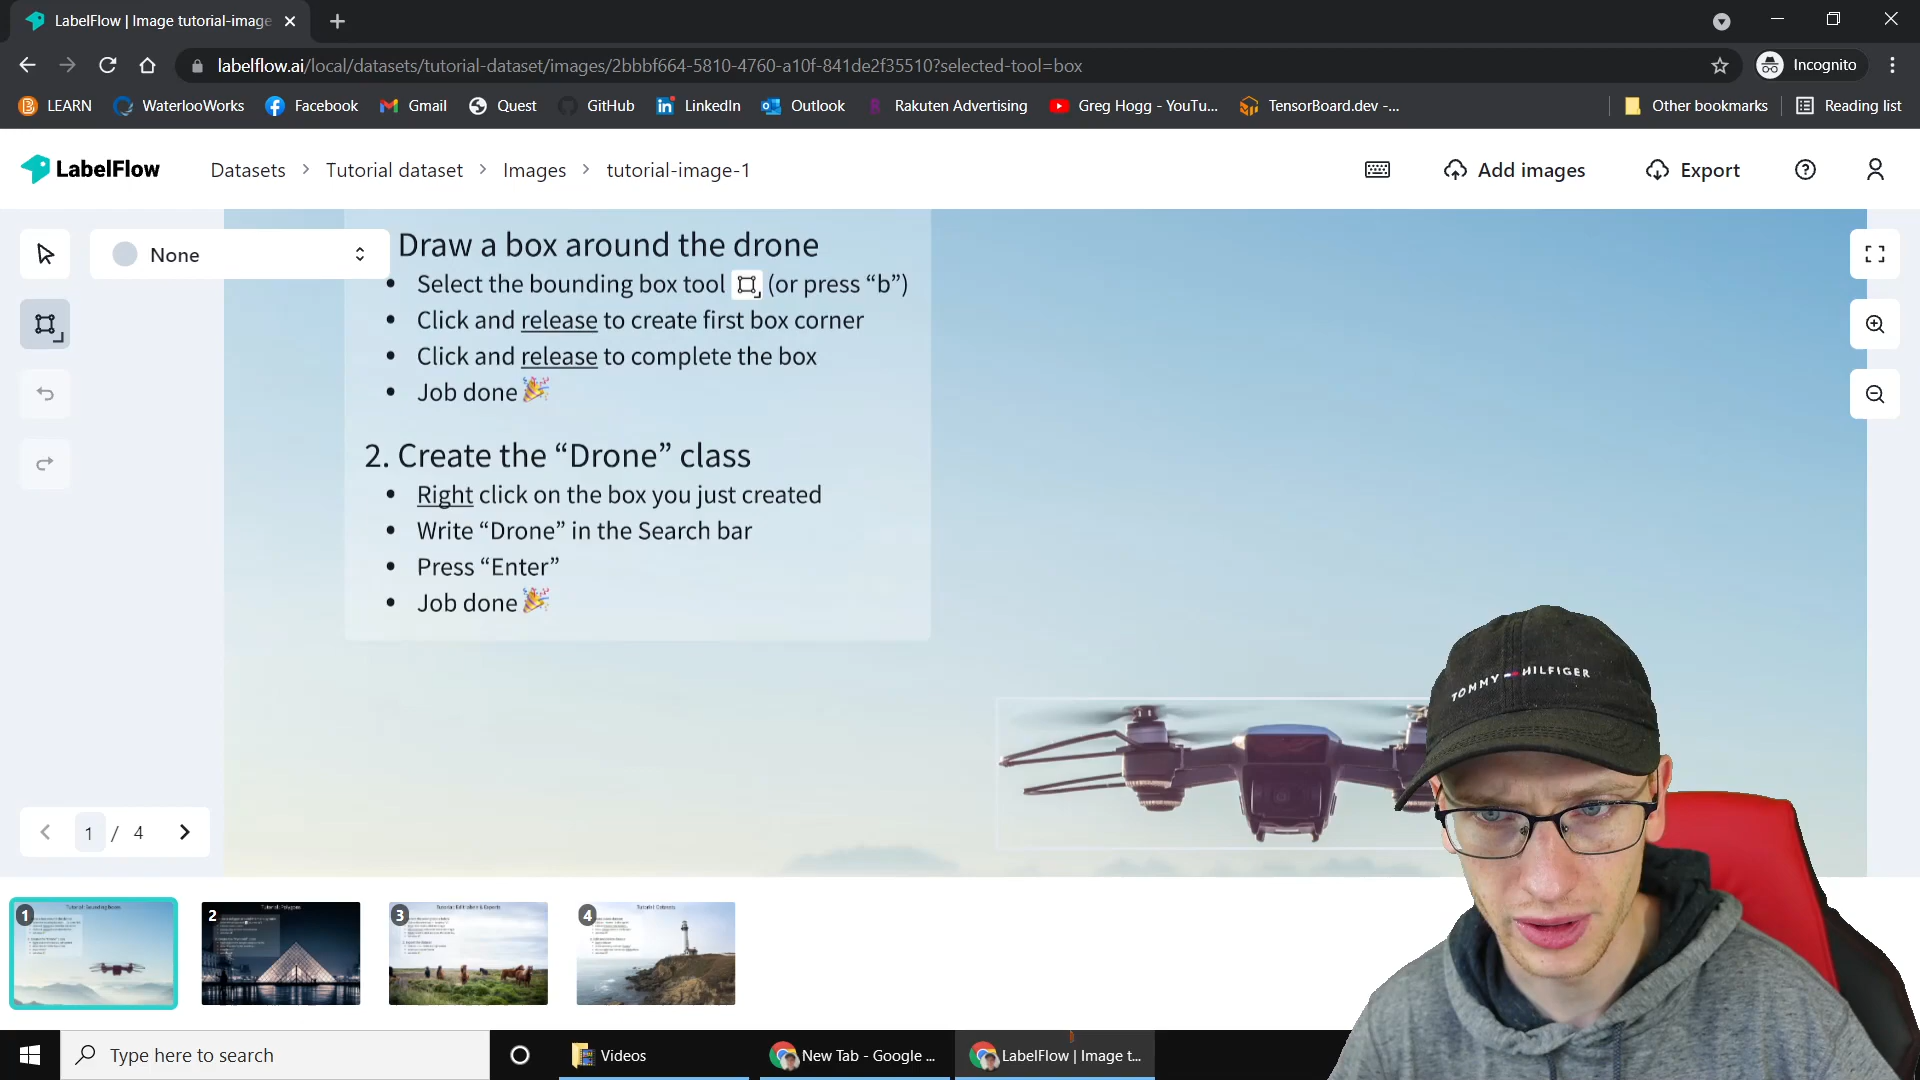 LabelFlow | Image tutorial-image
labelflow.ai/local/datasets/tutorial-dataset/images/2bbbf664-5810-4760-a10f-841de2f35510?selected-tool=box
Incognito
LEARN WaterlooWorks Facebook Gmail Quest GitHub LinkedIn Outlook Rakuten Advertising Greg Hogg - YouTu... TensorBoard.dev -... Other bookmarks Reading list
LabelFlow Datasets > Tutorial dataset > Images > tutorial-image-1 Add images Export
None
Draw a box around the drone
• Select the bounding box tool (or press “b”)
• Click and release to create first box corner
• Click and release to complete the box
• Job done 🎉
2. Create the “Drone” class
• Right click on the box you just created
• Write “Drone” in the Search bar
• Press “Enter”
• Job done 🎉
TOMMY HILFIGER
1 / 4
1 2 3 4
Type here to search
Videos
New Tab - Google ...
LabelFlow | Image t...